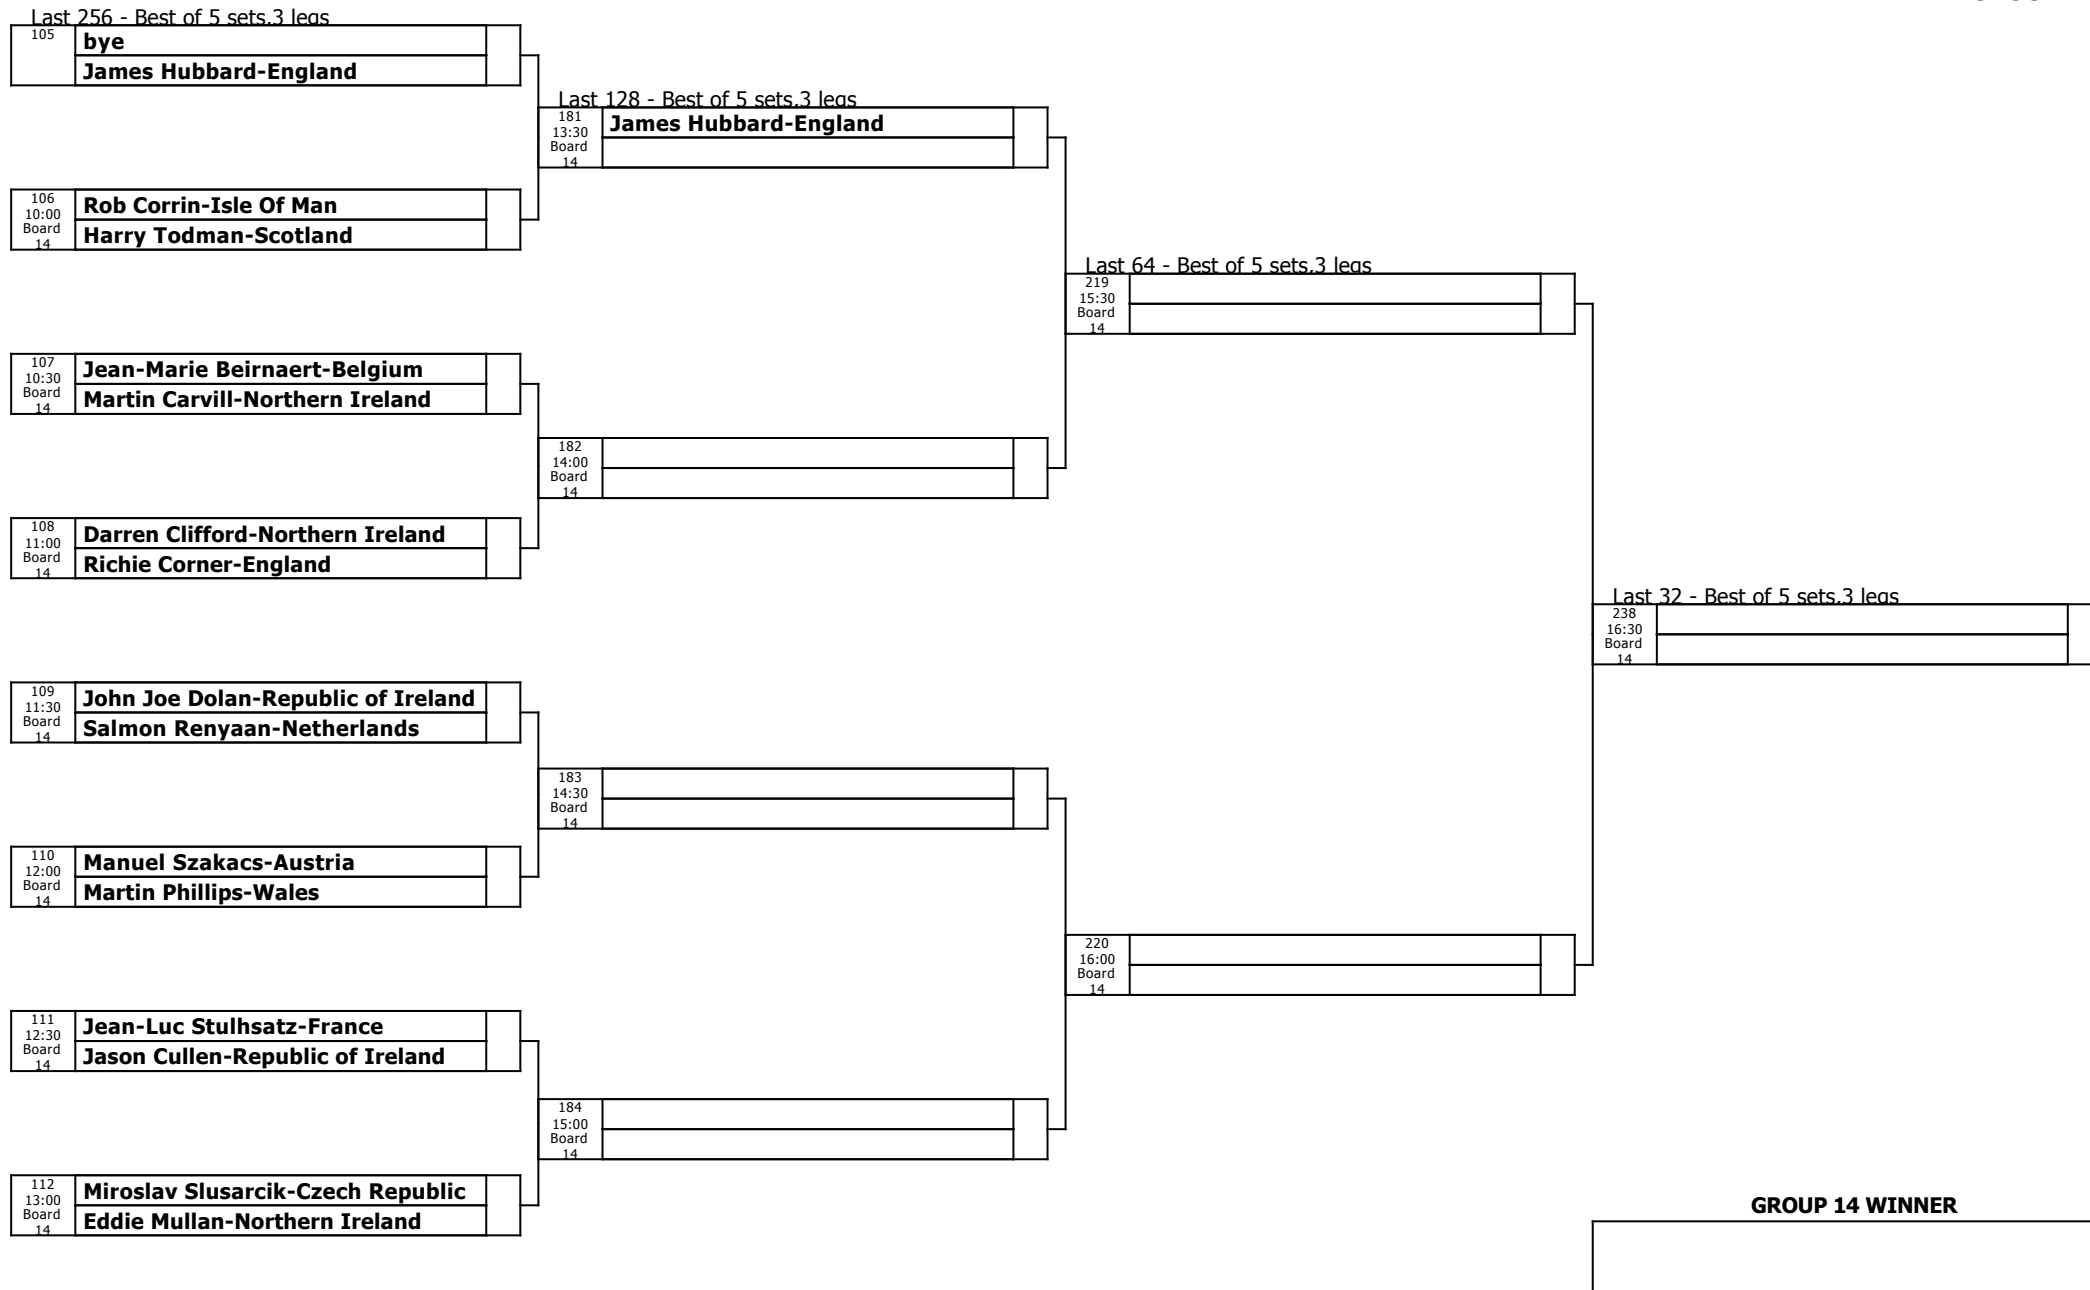 Last 256 - Best of 5 sets,3 legs
105
bye
James Hubbard-England
Last 128 - Best of 5 sets,3 legs
181
13:30
Board
14
James Hubbard-England
106
10:00
Board
14
Rob Corrin-Isle Of Man
Harry Todman-Scotland
Last 64 - Best of 5 sets,3 legs
219
15:30
Board
14
107
10:30
Board
14
Jean-Marie Beirnaert-Belgium
Martin Carvill-Northern Ireland
182
14:00
Board
14
108
11:00
Board
14
Darren Clifford-Northern Ireland
Richie Corner-England
Last 32 - Best of 5 sets,3 legs
238
16:30
Board
14
109
11:30
Board
14
John Joe Dolan-Republic of Ireland
Salmon Renyaan-Netherlands
183
14:30
Board
14
110
12:00
Board
14
Manuel Szakacs-Austria
Martin Phillips-Wales
220
16:00
Board
14
111
12:30
Board
14
Jean-Luc Stulhsatz-France
Jason Cullen-Republic of Ireland
184
15:00
Board
14
112
13:00
Board
14
Miroslav Slusarcik-Czech Republic
Eddie Mullan-Northern Ireland
GROUP 14 WINNER